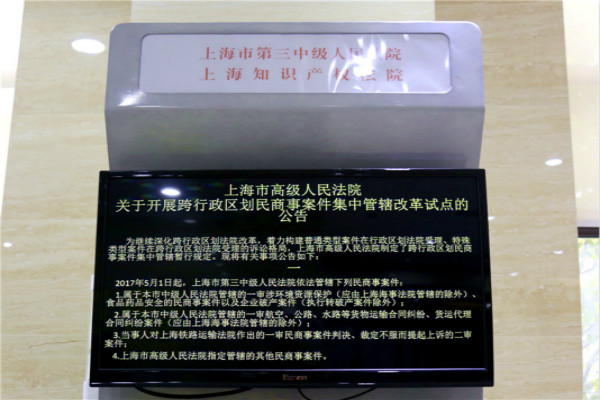 上海市第三中级人民法院
上海知识产权法院
上海市高级人民法院
关于开展跨行政区划民商事案件集中管辖改革试点的
公告
为继续深化跨行政区划法院改革，着力构建普通类型案件在行政区划法院受理、特殊
类型案件在跨行政区划法院受理的诉讼格局，上海市高级人民法院制定了跨行政区划民商
事案件集中管辖暂行规定。现将有关事项公告如下：
一
2017年5月1日起，上海市第三中级人民法院依法管辖下列民商事案件：
1.属于本市中级人民法院管辖的一审涉环境资源保护（应由上海海事法院管辖的除外）、
食品药品安全的民商事案件以及企业破产案件（执行转破产案件除外）；
2.属于本市中级人民法院管辖的一审航空、公路、水路等货物运输合同纠纷、货运代理
合同纠纷案件（应由上海海事法院管辖的除外）；
3.当事人对上海铁路运输法院作出的一审民商事案件判决、裁定不服而提起上诉的二审
案件；
4.上海市高级人民法院指定管辖的其他民商事案件。